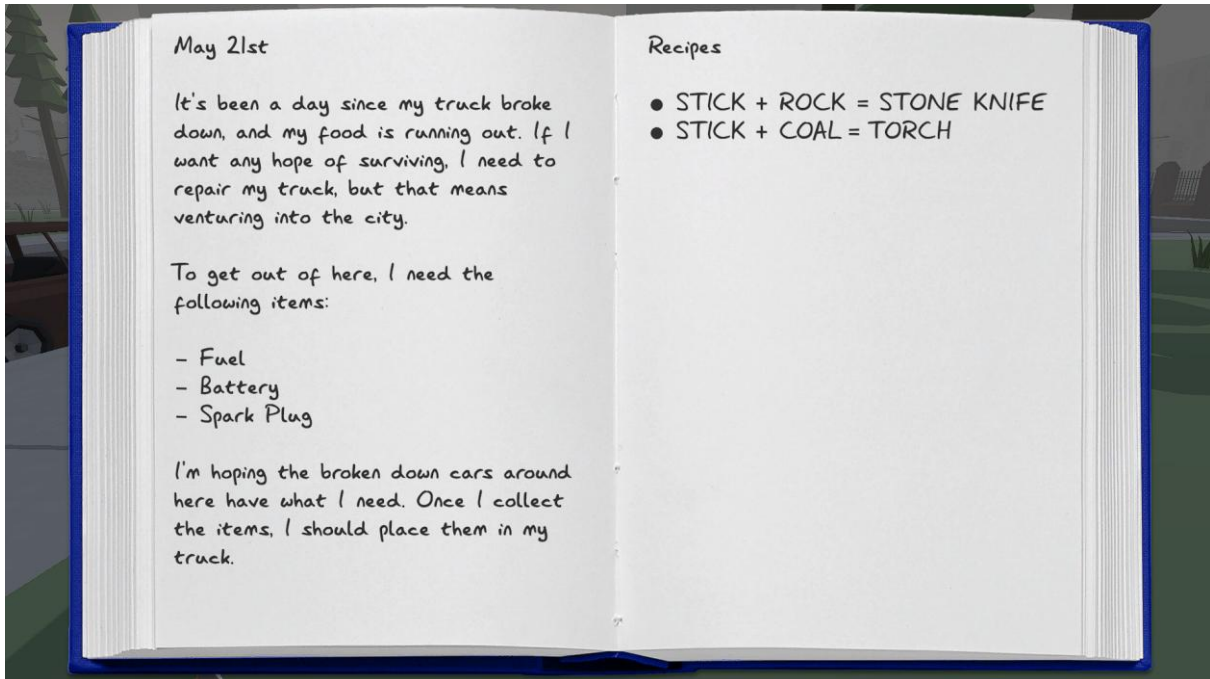 May 21st
It's been a day since my truck broke
down, and my food is running out. If I
want any hope of surviving, I need to
repair my truck, but that means
venturing into the city.
To get out of here, I need the
following items:
- Fuel
- Battery
- Spark Plug
I'm hoping the broken down cars around
here have what I need. Once I collect
the items, I should place them in my
truck.
Recipes
• STICK + ROCK = STONE KNIFE
• STICK + COAL = TORCH